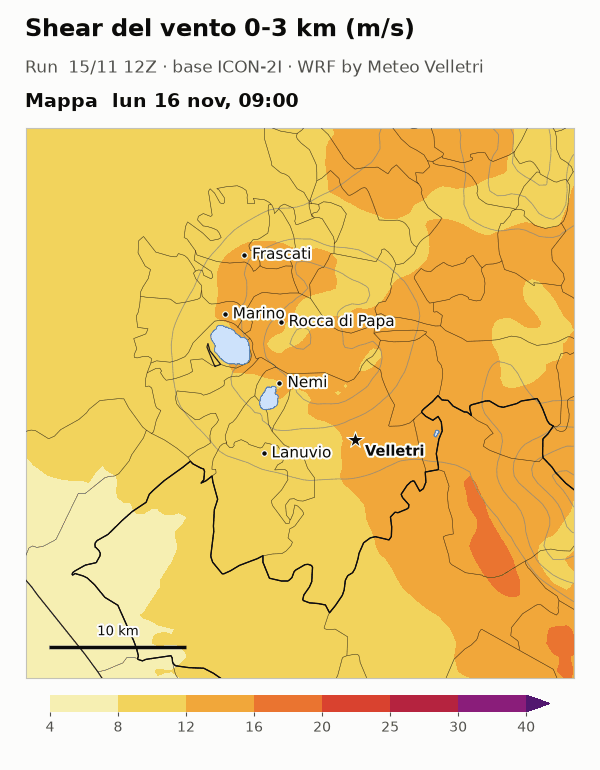 Shear del vento 0-3 km (m/s)
Run  15/11 12Z · base ICON-2I · WRF by Meteo Velletri
Mappa  lun 16 nov, 09:00
Frascati
Marino
Rocca di Papa
Nemi
Velletri
Lanuvio
10 km
4 8 12 16 20 25 30 40